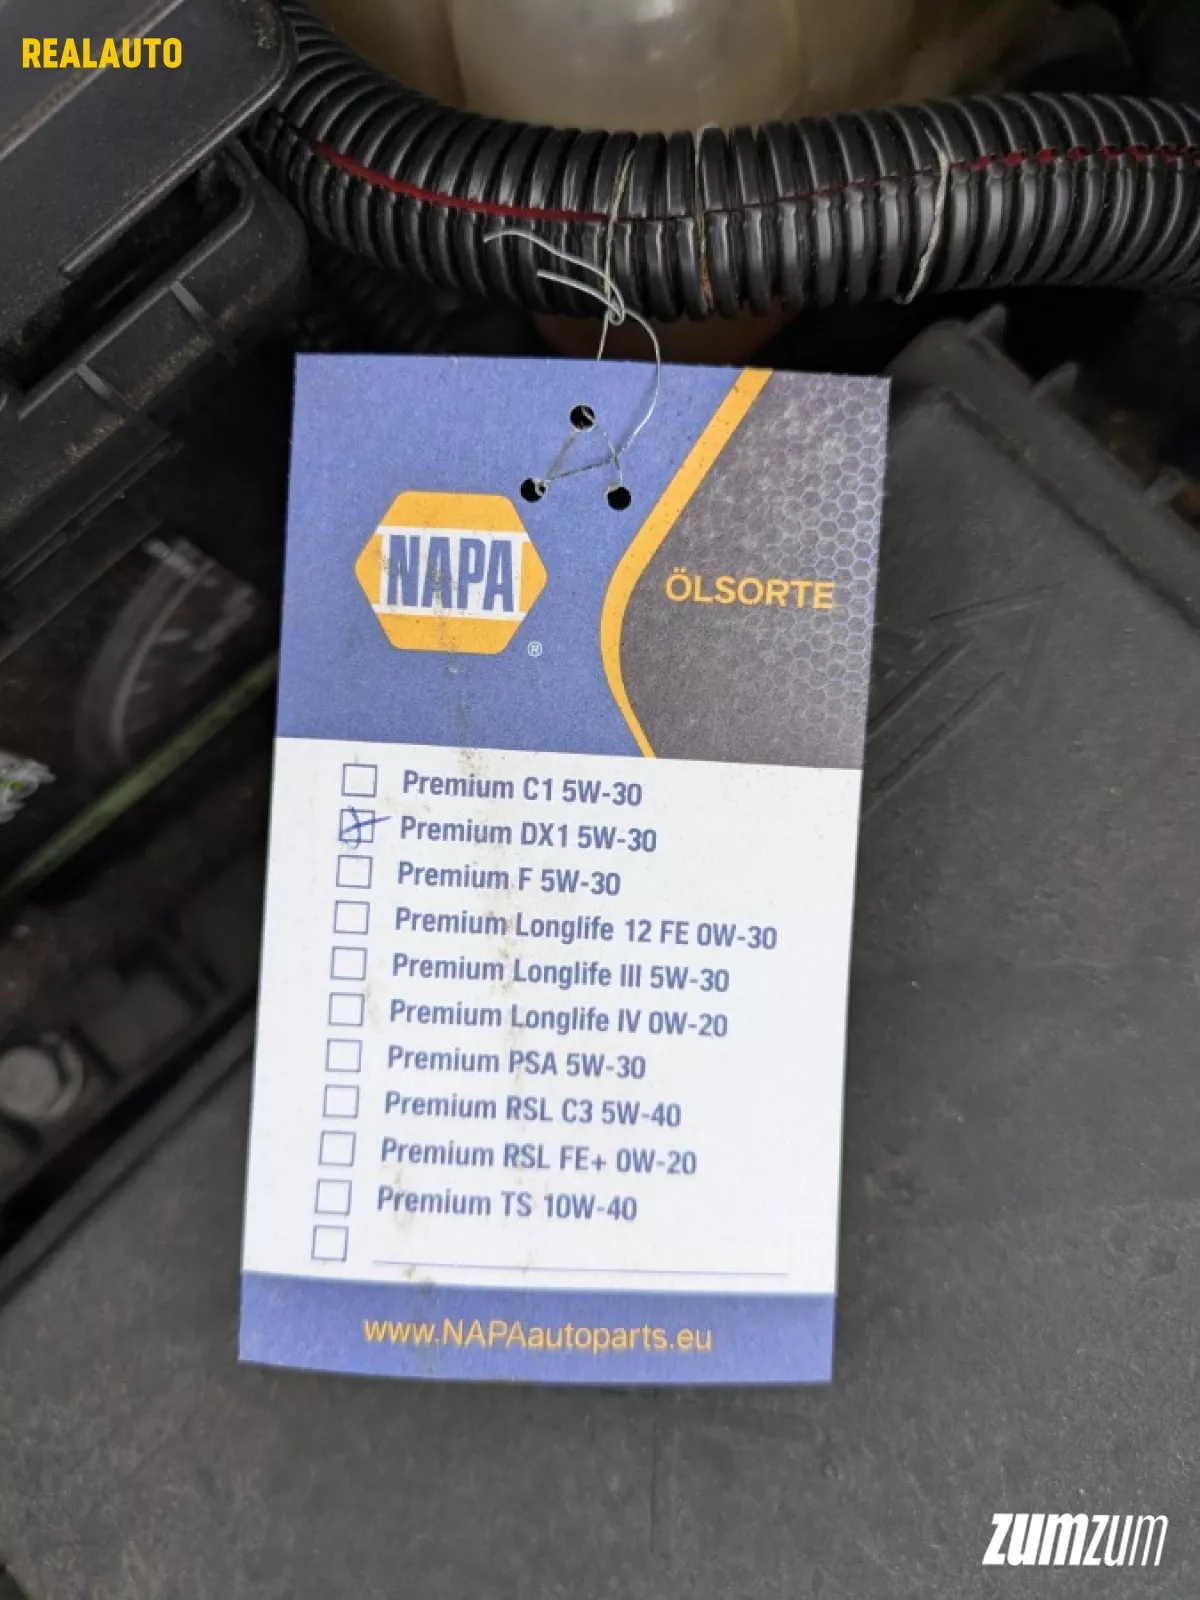 REALAUTO
NAPA
®
ÖLSORTE
Premium C1 5W-30
Premium DX1 5W-30
Premium F 5W-30
Premium Longlife 12 FE 0W-30
Premium Longlife III 5W-30
Premium Longlife IV 0W-20
Premium PSA 5W-30
Premium RSL C3 5W-40
Premium RSL FE+ 0W-20
Premium TS 10W-40
www.NAPAautoparts.eu
zumzum